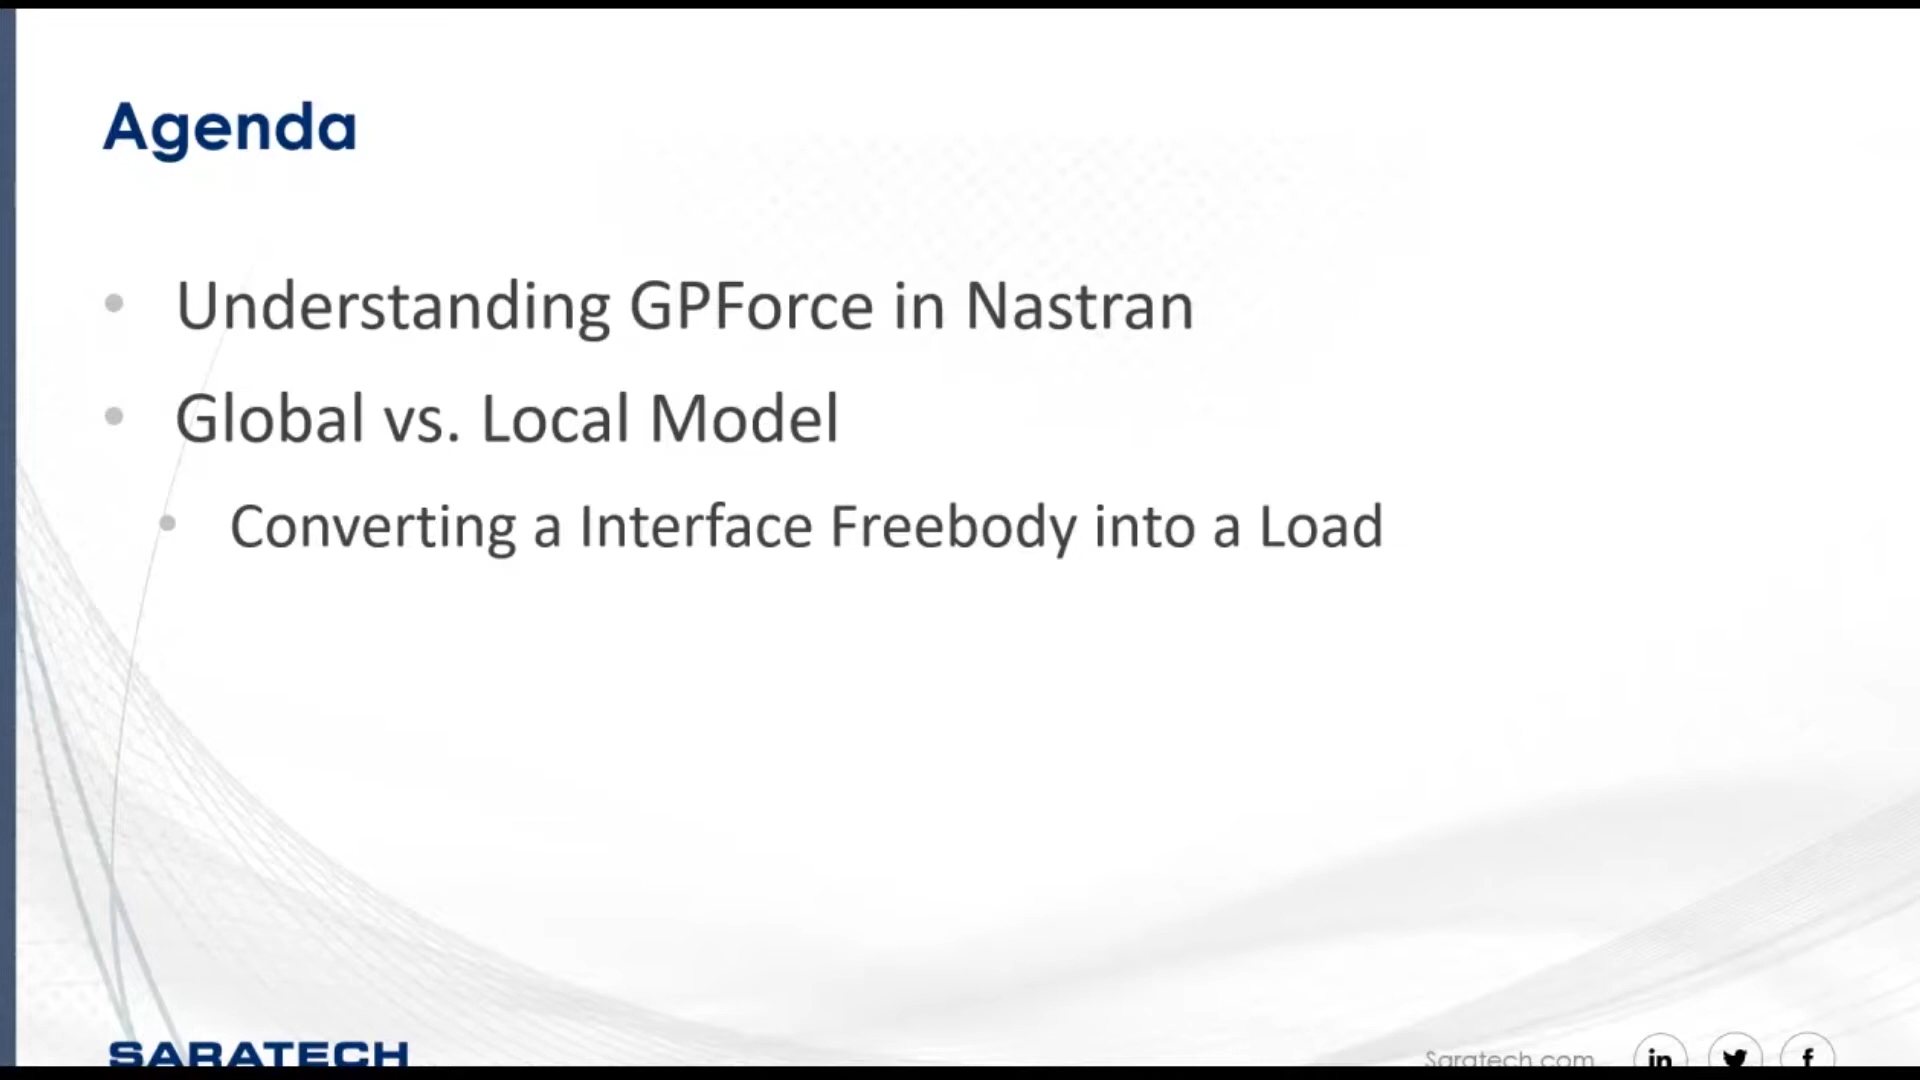 Agenda
• Understanding GPForce in Nastran
• Global vs. Local Model
• Converting a Interface Freebody into a Load
SARATECH
Saratech.com in f